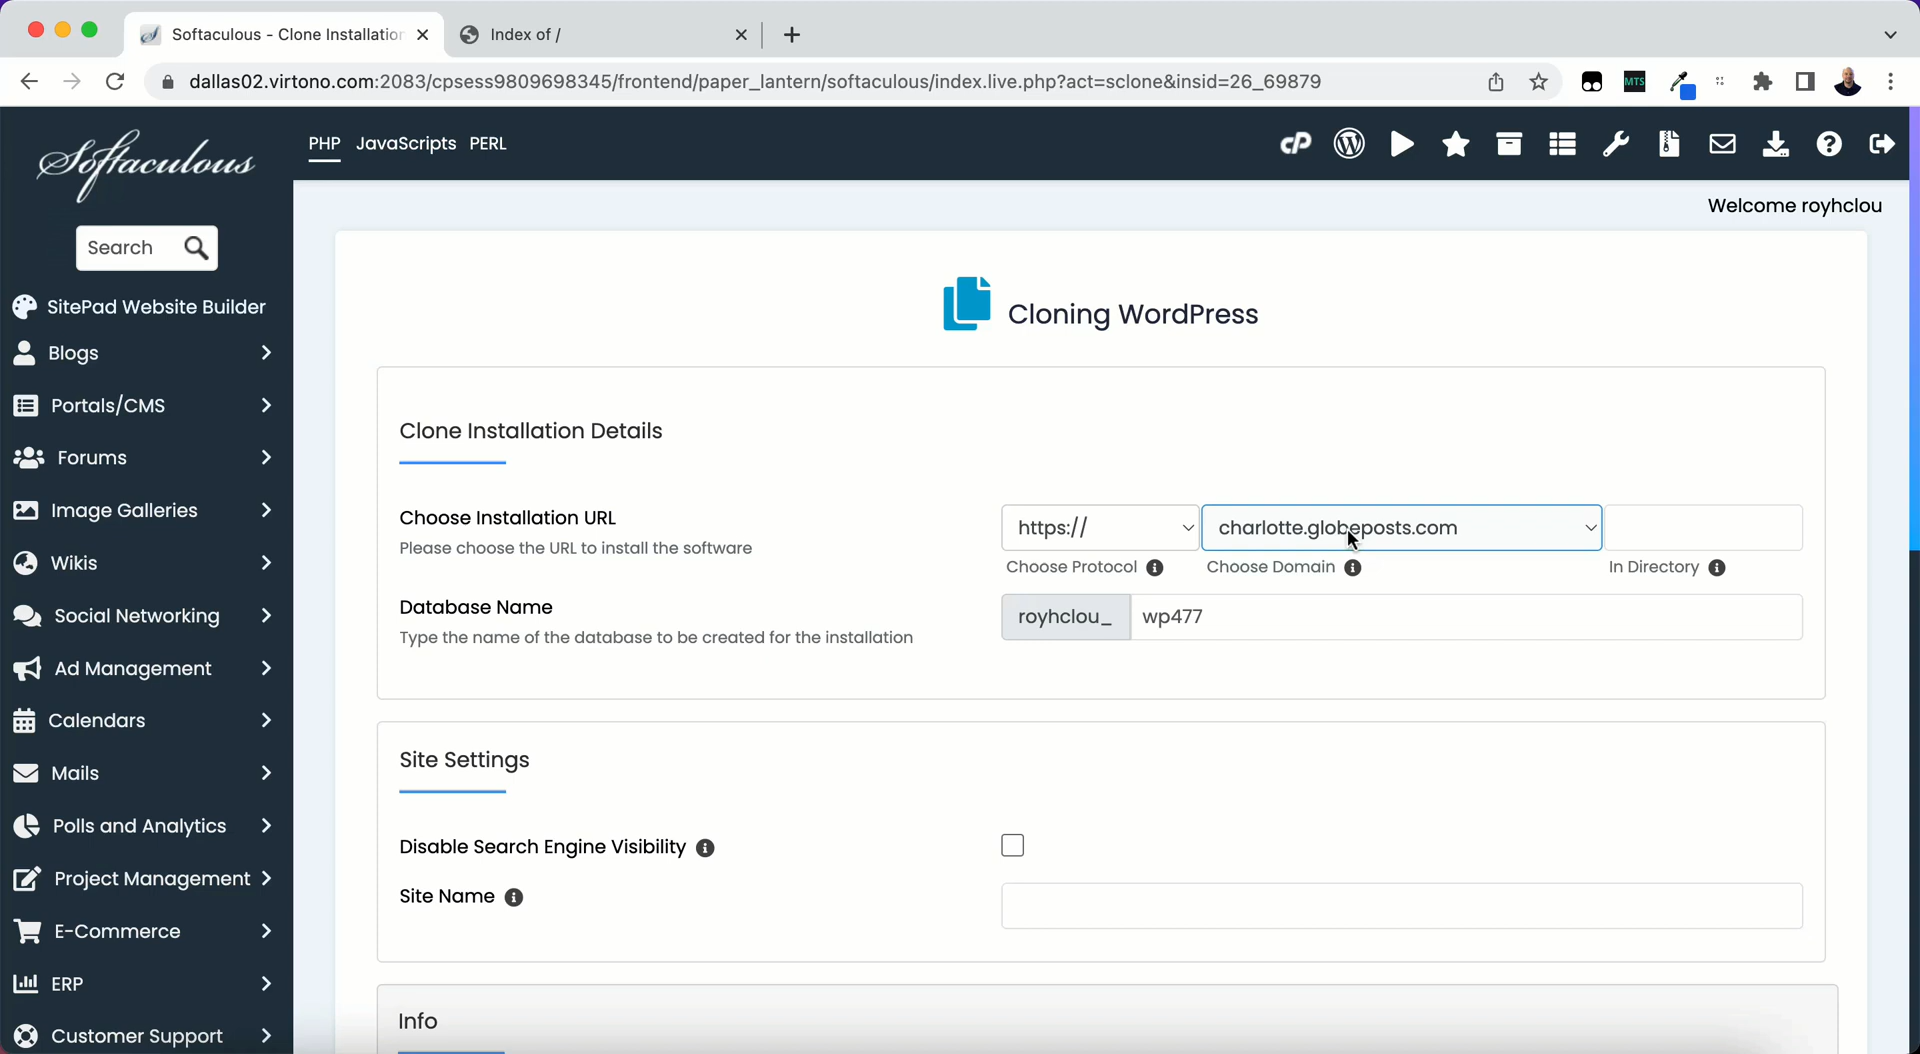 Softaculous - Clone Installation
Index of /
dallas02.virtono.com:2083/cpsess9809698345/frontend/paper_lantern/softaculous/index.live.php?act=sclone&insid=26_69879
MTS
Softaculous
PHP JavaScripts PERL
cP
Welcome royhclou
Search
SitePad Website Builder
Blogs
Portals/CMS
Forums
Image Galleries
Wikis
Social Networking
Ad Management
Calendars
Mails
Polls and Analytics
Project Management
E-Commerce
ERP
Customer Support
Cloning WordPress
Clone Installation Details
Choose Installation URL
Please choose the URL to install the software
https://
charlotte.globeposts.com
Choose Protocol
Choose Domain
In Directory
Database Name
Type the name of the database to be created for the installation
royhclou_
wp477
Site Settings
Disable Search Engine Visibility
Site Name
Info